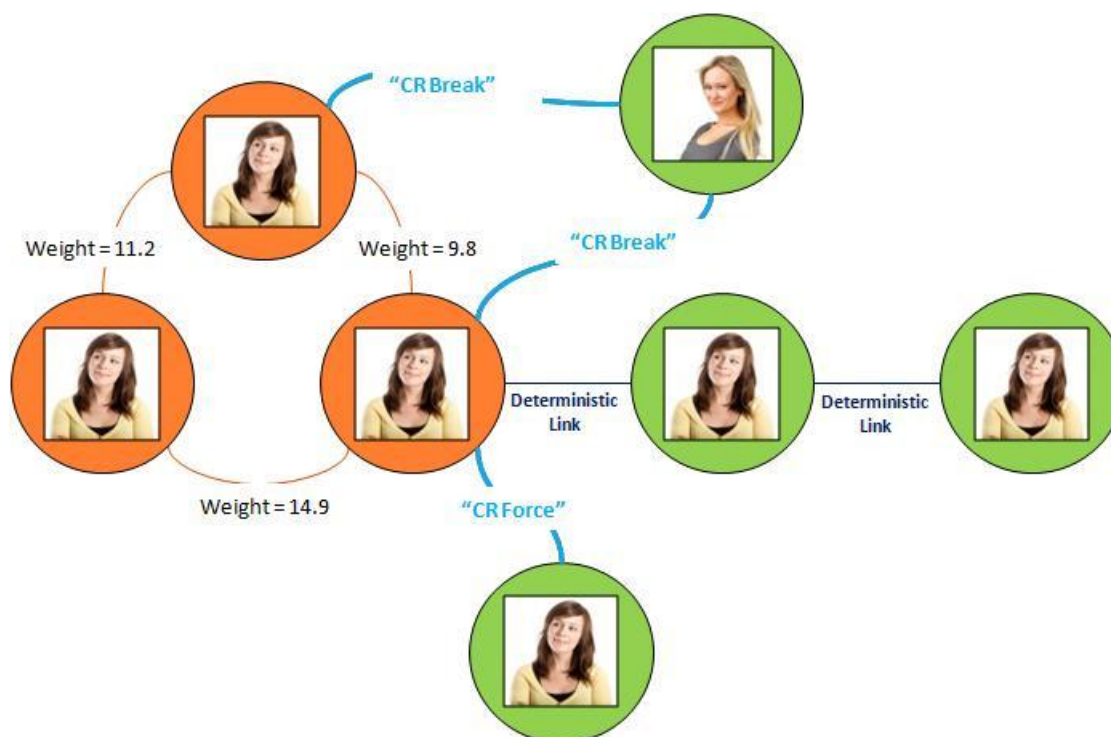 “CR Break”
Weight = 11.2
Weight = 9.8
“CR Break”
Deterministic
Link
Deterministic
Link
Weight = 14.9
“CR Force”